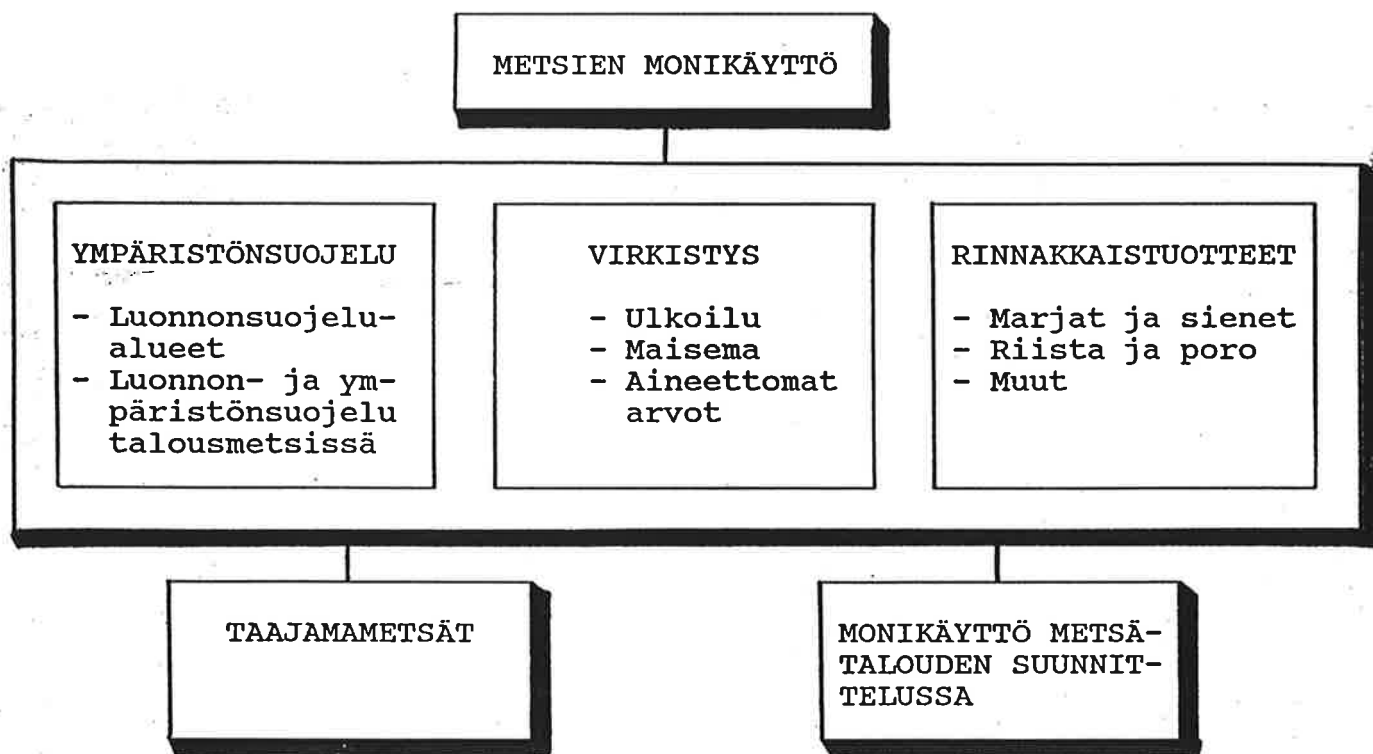 METSIEN MONIKÄYTTÖ
YMPÄRISTÖNSUOJELU
- Luonnonsuojelu-
alueet
- Luonnon- ja ym-
päristönsuojelu
talousmetsissä
VIRKISTYS
- Ulkoilu
- Maisema
- Aineettomat
arvot
RINNAKKAISTUOTTEET
- Marjat ja sienet
- Riista ja poro
- Muut
TAAJAMAMETSÄT
MONIKÄYTTÖ METSÄ-
TALOUDEN SUUNNIT-
TELUSSA